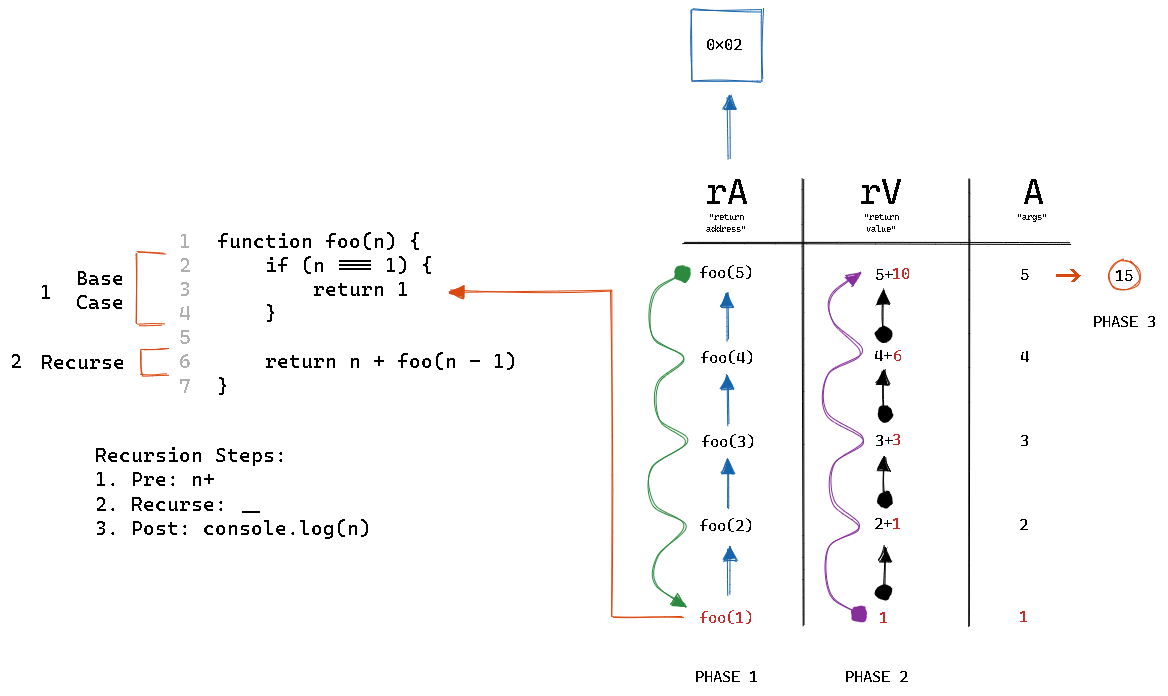 0x02
rA
"return
address"
rV
"return
value"
A
"args"
1 function foo(n) {
2 if (n === 1) {
3 return 1
4 }
5
6 return n + foo(n - 1)
7 }
1 Base
Case
2 Recurse
Recursion Steps:
1. Pre: n+
2. Recurse: __
3. Post: console.log(n)
foo(5) 5+10 5 15
PHASE 3
foo(4) 4+6 4
foo(3) 3+3 3
foo(2) 2+1 2
foo(1) 1 1
PHASE 1 PHASE 2